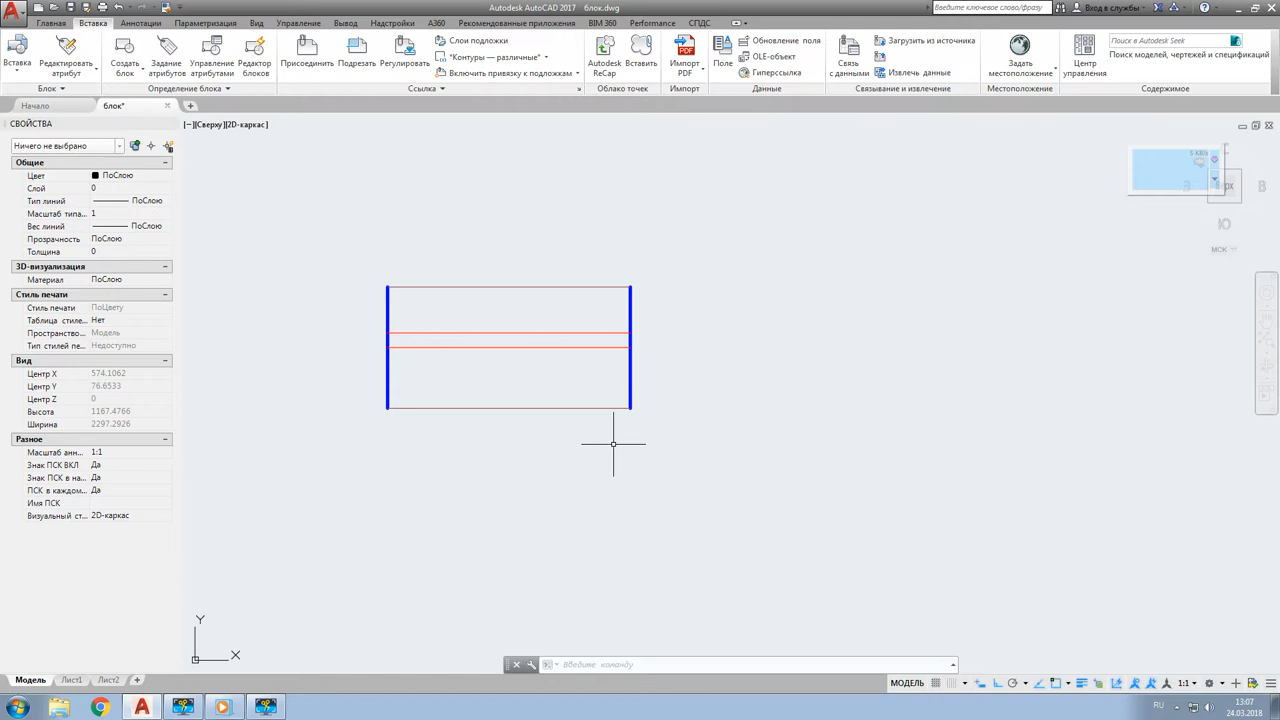 Autodesk AutoCAD 2017 блок.dwg
Введите ключевое слово/фразу
Вход в службы
Главная Вставка Аннотации Параметризация Вид Управление Вывод Надстройки A360 Рекомендованные приложения BIM 360 Performance СПДС
Вставка
Редактировать атрибут
Создать блок
Задание атрибутов
Управление атрибутами
Редактор блоков
Присоединить
Подрезать
Регулировать
Слои подложки
*Контуры — различные*
Включить привязку к подложкам
Autodesk ReCap
Вставить
Импорт PDF
Поле
Обновление поля
OLE-объект
Гиперссылка
Связь с данными
Загрузить из источника
Извлечь данные
Задать местоположение
Центр управления
Поиск в Autodesk Seek
Поиск моделей, чертежей и спецификаций
Блок Определение блока Ссылка Облако точек Импорт Данные Связывание и извлечение Местоположение Содержимое
Начало блок*
СВОЙСТВА
[−][Сверху][2D-каркас]
Ничего не выбрано
Общие
Цвет ПоСлою
Слой 0
Тип линий ПоСлою
Масштаб типа... 1
Вес линий ПоСлою
Прозрачность ПоСлою
Толщина 0
3D-визуализация
Материал ПоСлою
Стиль печати
Стиль печати ПоЦвету
Таблица стиле... Нет
Пространство... Модель
Тип стилей пе... Недоступно
Вид
Центр X 574.1062
Центр Y 76.6533
Центр Z 0
Высота 1167.4766
Ширина 2297.2926
Разное
Масштаб анн... 1:1
Знак ПСК ВКЛ Да
Знак ПСК в на... Да
ПСК в каждом... Да
Имя ПСК
Визуальный ст... 2D-каркас
5 KB/s
З В
Ю
МСК
Y
X
Введите команду
Модель Лист1 Лист2
МОДЕЛЬ
1:1
RU
13:07
24.03.2018